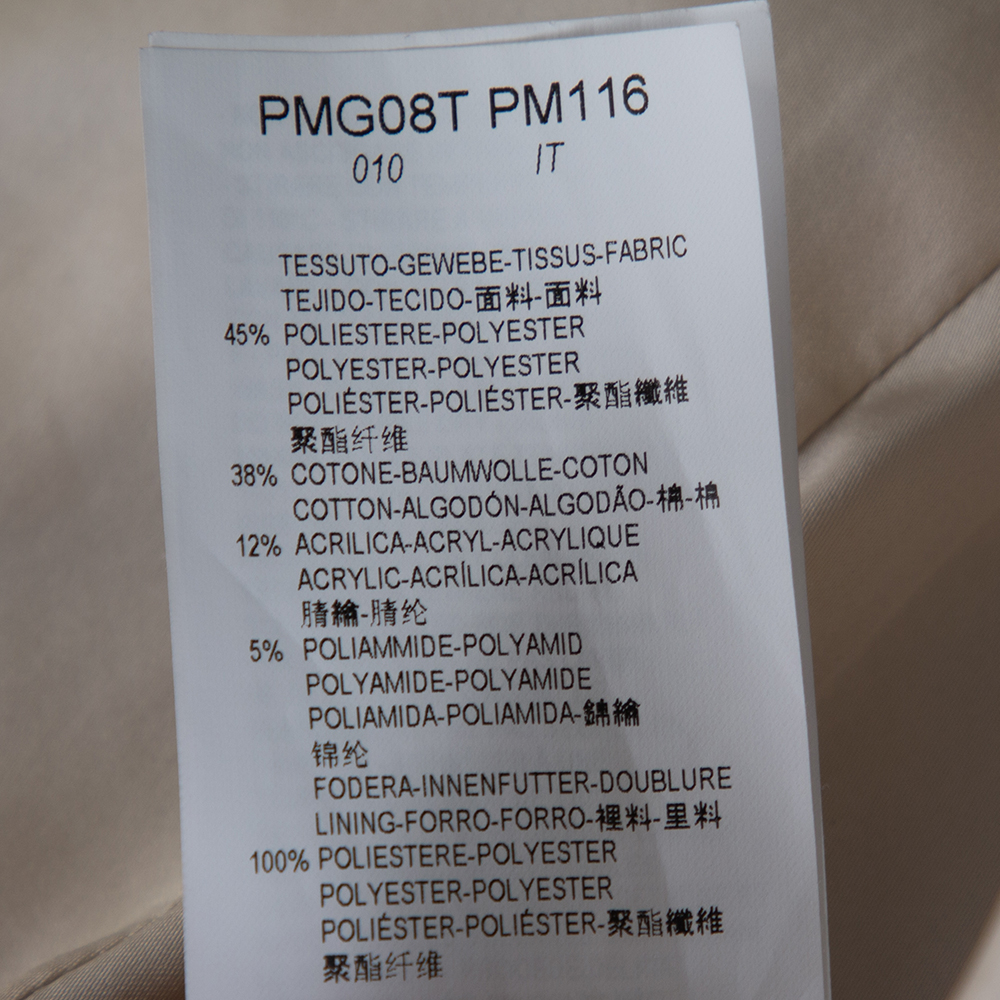 PMG08T PM116
010 IT
TESSUTO-GEWEBE-TISSUS-FABRIC
TEJIDO-TECIDO-面料-面料
45% POLIESTERE-POLYESTER
POLYESTER-POLYESTER
POLIÉSTER-POLIÉSTER-聚酯纖維
聚酯纤维
38% COTONE-BAUMWOLLE-COTON
COTTON-ALGODÓN-ALGODÃO-棉-棉
12% ACRILICA-ACRYL-ACRYLIQUE
ACRYLIC-ACRÍLICA-ACRÍLICA
腈綸-腈纶
5% POLIAMMIDE-POLYAMID
POLYAMIDE-POLYAMIDE
POLIAMIDA-POLIAMIDA-錦綸
锦纶
FODERA-INNENFUTTER-DOUBLURE
LINING-FORRO-FORRO-裡料-里料
100% POLIESTERE-POLYESTER
POLYESTER-POLYESTER
POLIÉSTER-POLIÉSTER-聚酯纖維
聚酯纤维